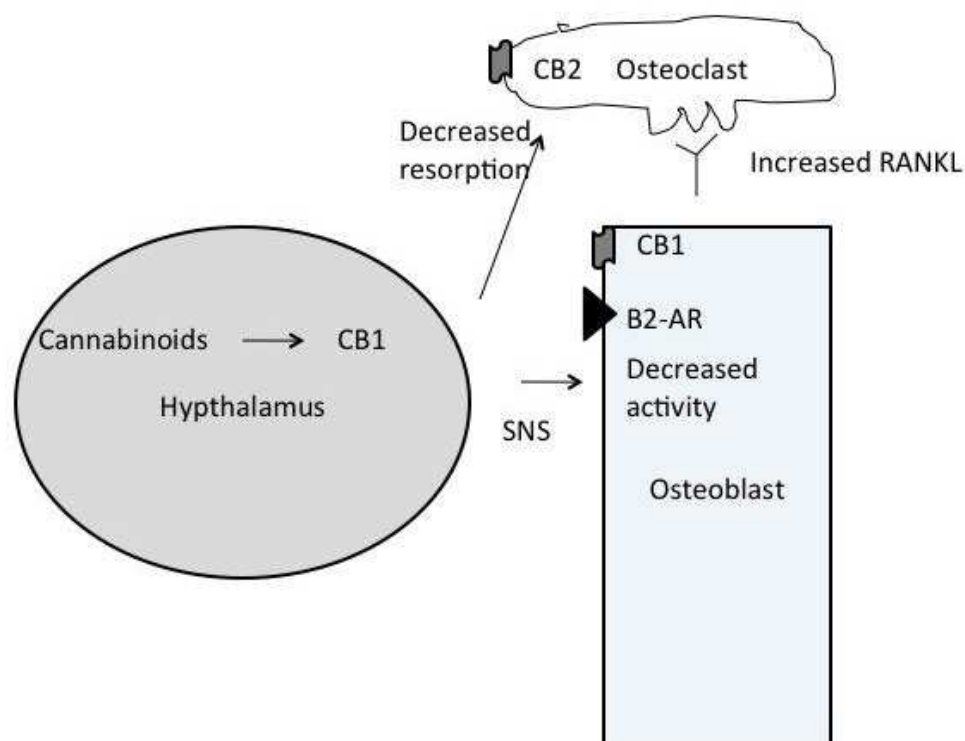 CB2 Osteoclast
Decreased
resorption
Increased RANKL
CB1
B2-AR
Cannabinoids CB1
Decreased
activity
Hypthalamus
SNS
Osteoblast